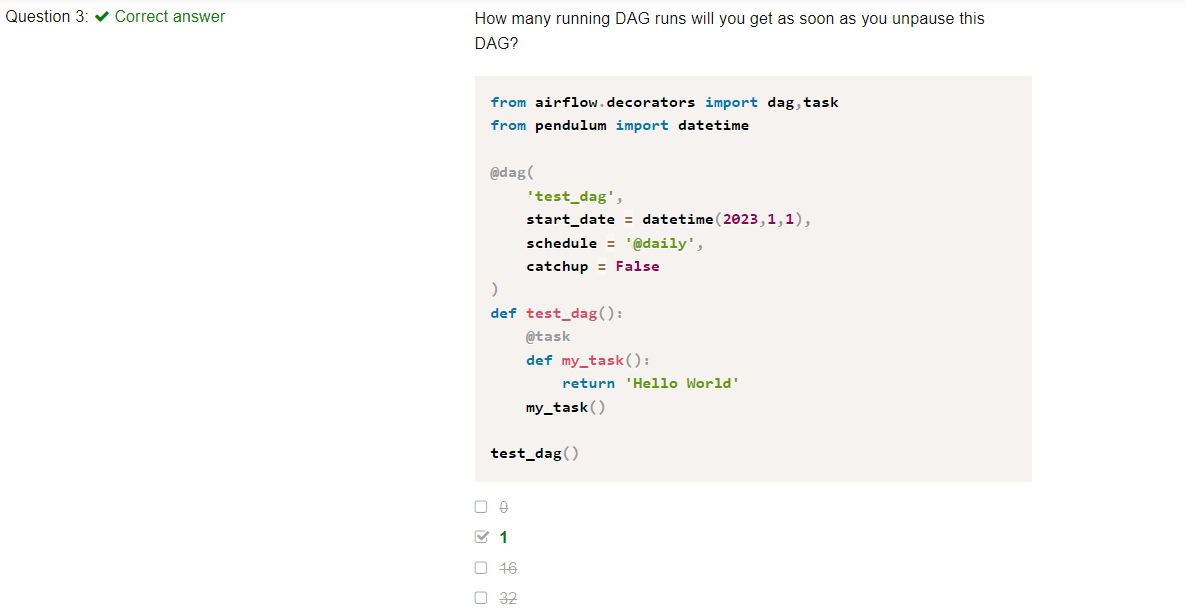 Question 3: ✔ Correct answer
How many running DAG runs will you get as soon as you unpause this
DAG?
from airflow.decorators import dag,task
from pendulum import datetime
@dag(
    'test_dag',
    start_date = datetime(2023,1,1),
    schedule = '@daily',
    catchup = False
)
def test_dag():
    @task
    def my_task():
        return 'Hello World'
    my_task()
test_dag()
0
1
16
32